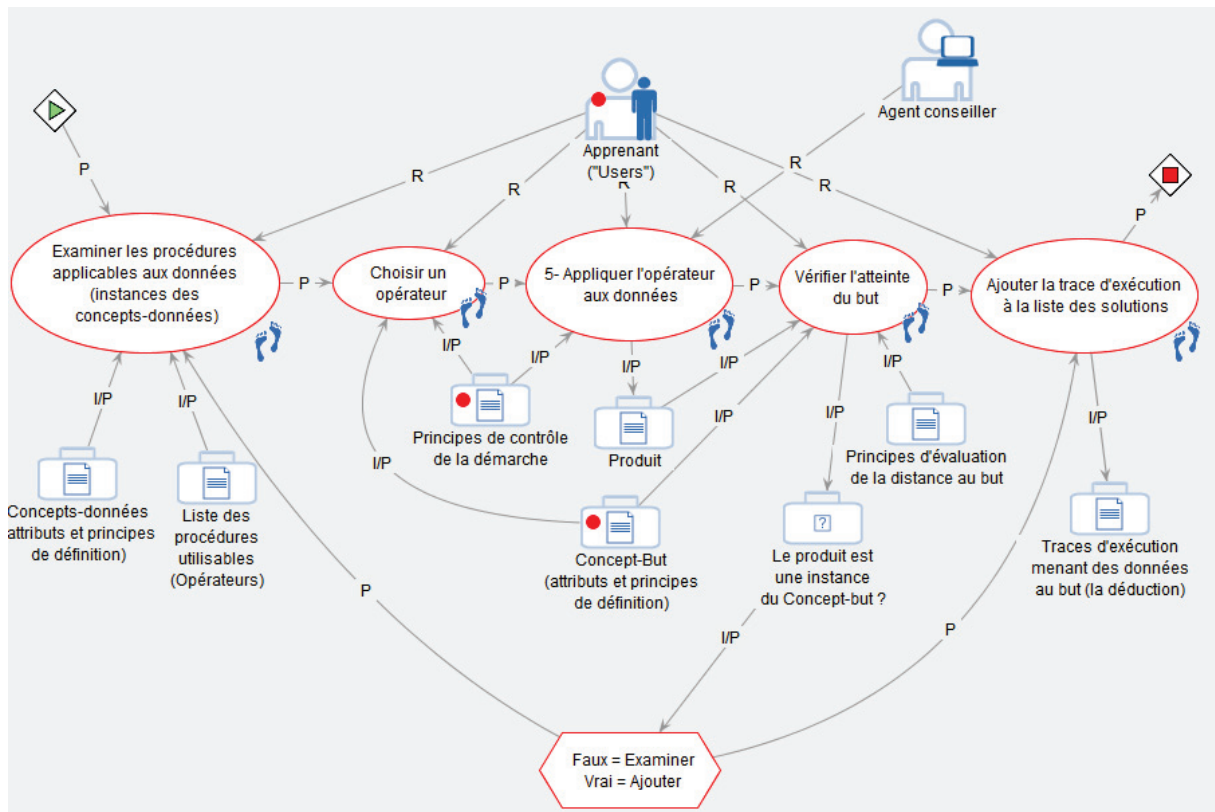 Agent conseiller
Apprenant
("Users")
P
R
R
R
R
R
R
P
Examiner les procédures
applicables aux données
(instances des
concepts-données)
P
Choisir un
opérateur
P
5- Appliquer l'opérateur
aux données
P
Vérifier l'atteinte
du but
P
Ajouter la trace d'exécution
à la liste des solutions
I/P
I/P
I/P
I/P
I/P
I/P
I/P
I/P
I/P
I/P
I/P
Principes de contrôle
de la démarche
Produit
Principes d'évaluation
de la distance au but
Concepts-données
attributs et principes
de définition)
Liste des
procédures
utilisables
(Opérateurs)
Concept-But
(attributs et principes
de définition)
Le produit est
une instance
du Concept-but ?
Traces d'exécution
menant des données
au but (la déduction)
P
I/P
P
Faux = Examiner
Vrai = Ajouter